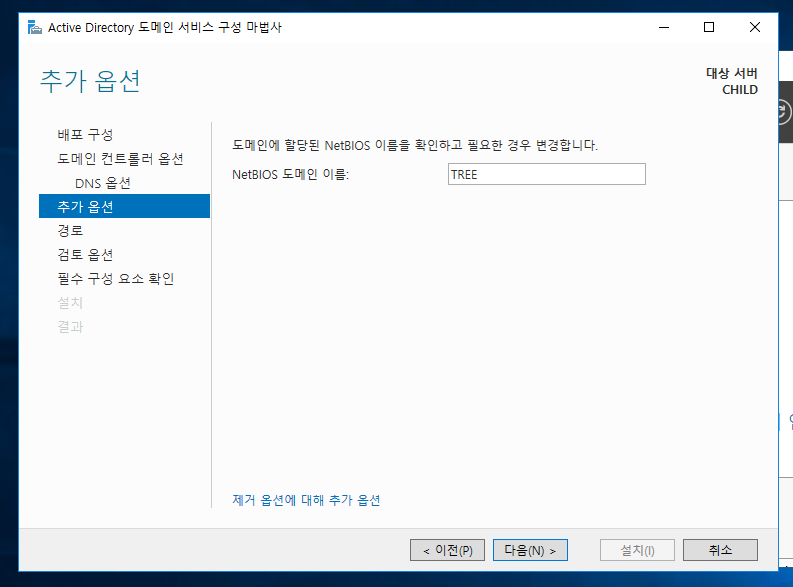 Active Directory 도메인 서비스 구성 마법사
추가 옵션
대상 서버
CHILD
배포 구성
도메인 컨트롤러 옵션
DNS 옵션
추가 옵션
경로
검토 옵션
필수 구성 요소 확인
설치
결과
도메인에 할당된 NetBIOS 이름을 확인하고 필요한 경우 변경합니다.
NetBIOS 도메인 이름: TREE
제거 옵션에 대해 추가 옵션
< 이전(P) 다음(N) > 설치(I) 취소